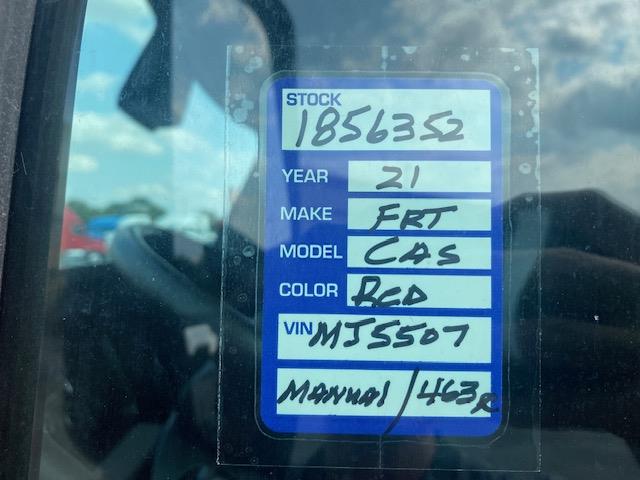 STOCK 1856352
YEAR 21
MAKE FRT
MODEL CAS
COLOR RED
VIN MJ5507
MANUAL / 463R